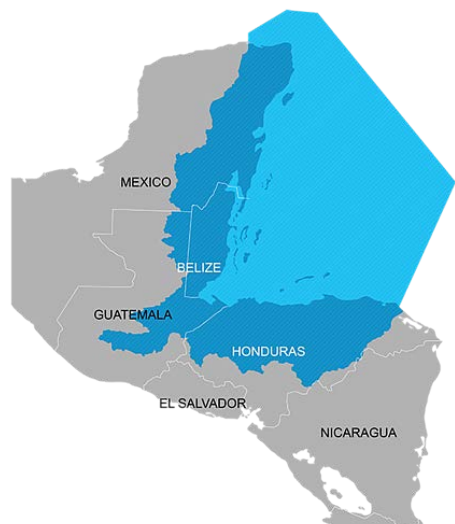 MEXICO
BELIZE
GUATEMALA
HONDURAS
EL SALVADOR
NICARAGUA